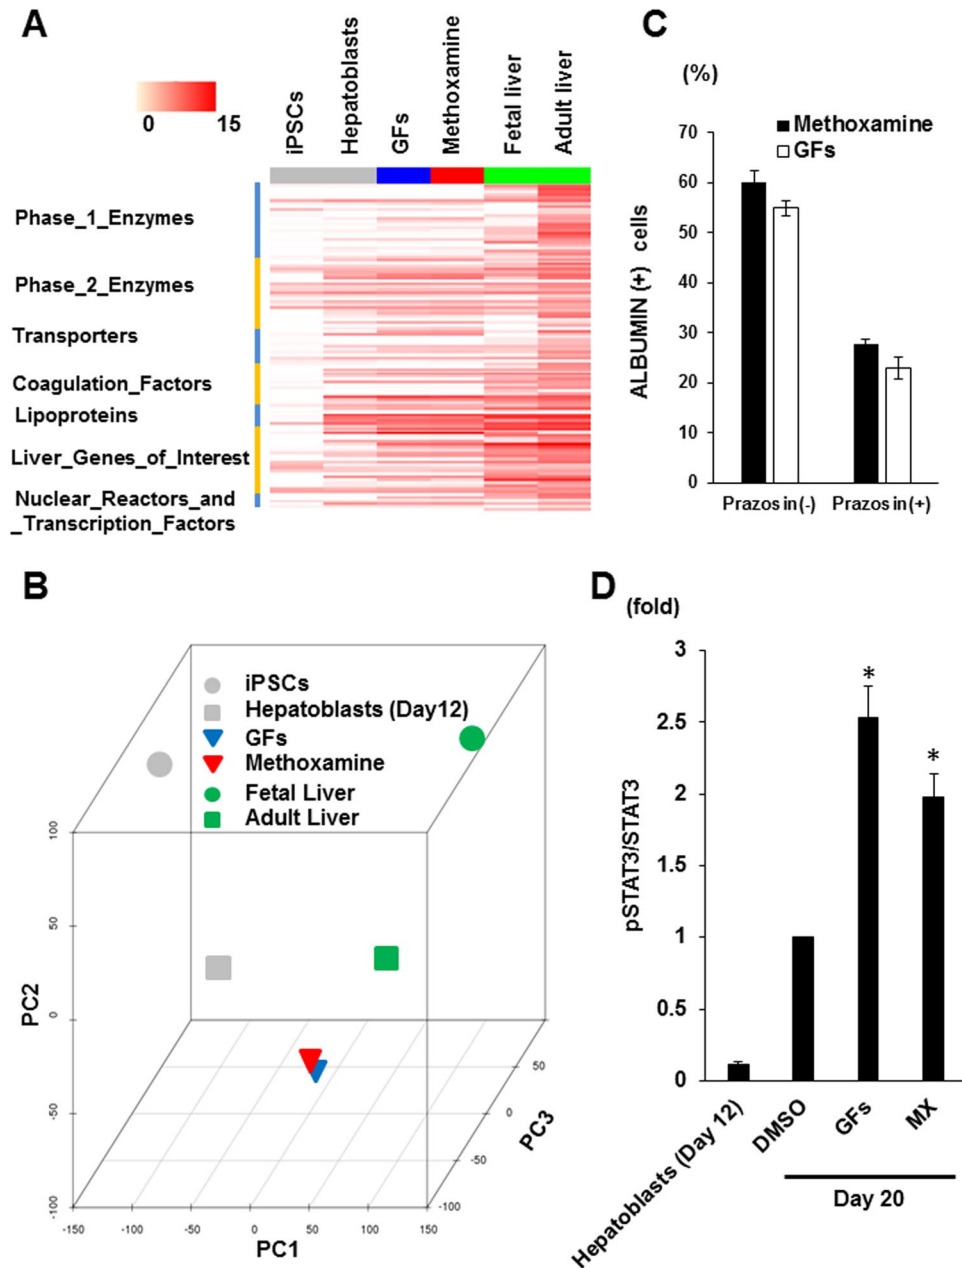 A
0 15
iPSCs
Hepatoblasts
GFs
Methoxamine
Fetal liver
Adult liver
Phase_1_Enzymes
Phase_2_Enzymes
Transporters
Coagulation_Factors
Lipoproteins
Liver_Genes_of_Interest
Nuclear_Reactors_and
_Transcription_Factors
C
(%)
Methoxamine
GFs
ALBUMIN (+) cells
70
60
50
40
30
20
10
0
Prazosin(-) Prazosin(+)
B
iPSCs
Hepatoblasts (Day12)
GFs
Methoxamine
Fetal Liver
Adult Liver
PC2
100
50
0
-50
-100
-150 -100 -50 0 50 100 150
PC1
50
0
-50
-100
PC3
D
(fold)
pSTAT3/STAT3
3
2.5
2
1.5
1
0.5
0
* *
Hepatoblasts (Day 12)
DMSO
GFs
MX
Day 20